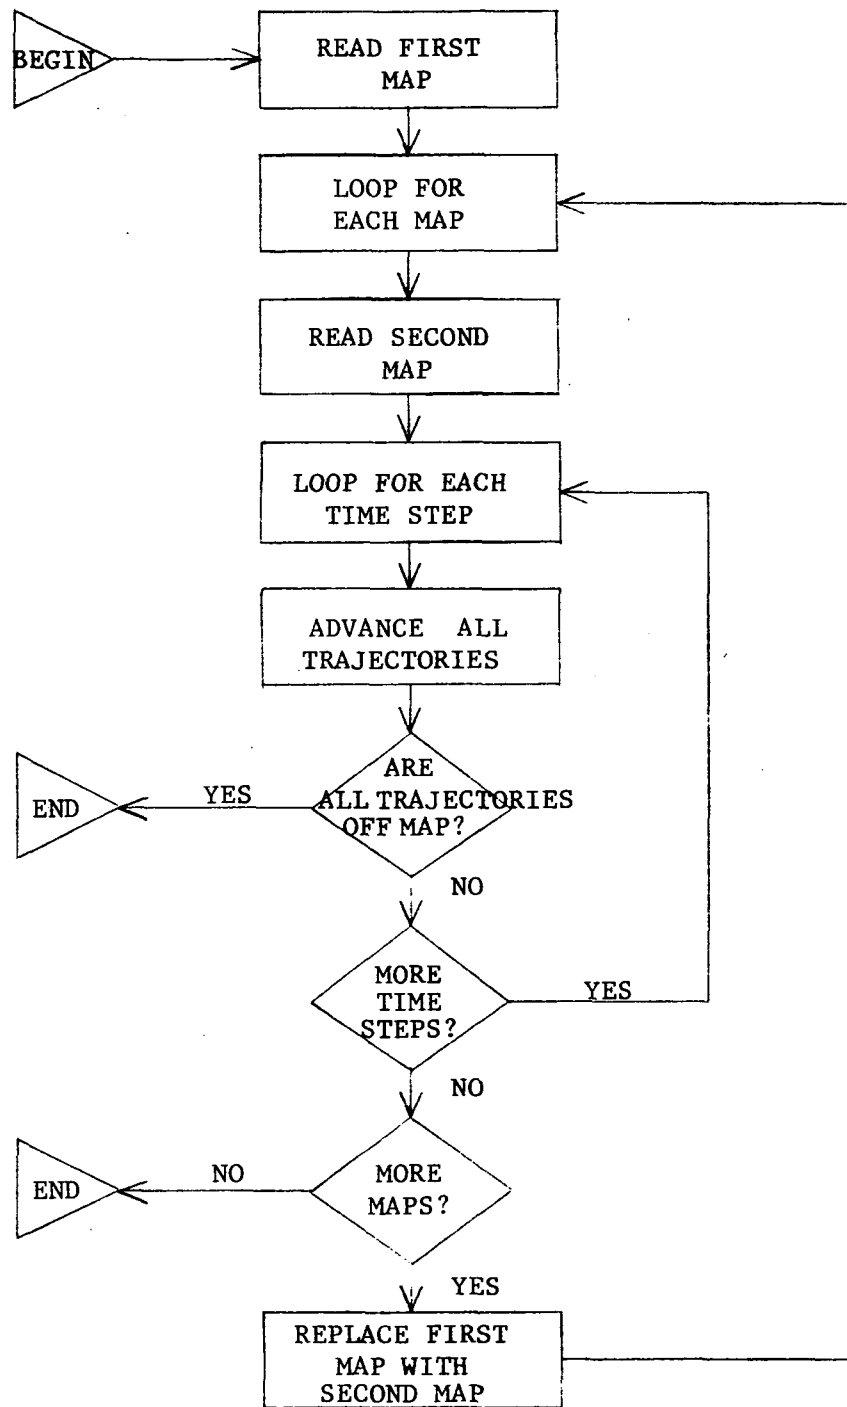 BEGIN
READ FIRST
MAP
LOOP FOR
EACH MAP
READ SECOND
MAP
LOOP FOR EACH
TIME STEP
ADVANCE ALL
TRAJECTORIES
ARE
ALL TRAJECTORIES
OFF MAP?
YES
END
NO
MORE
TIME
STEPS?
YES
NO
MORE
MAPS?
NO
END
YES
REPLACE FIRST
MAP WITH
SECOND MAP